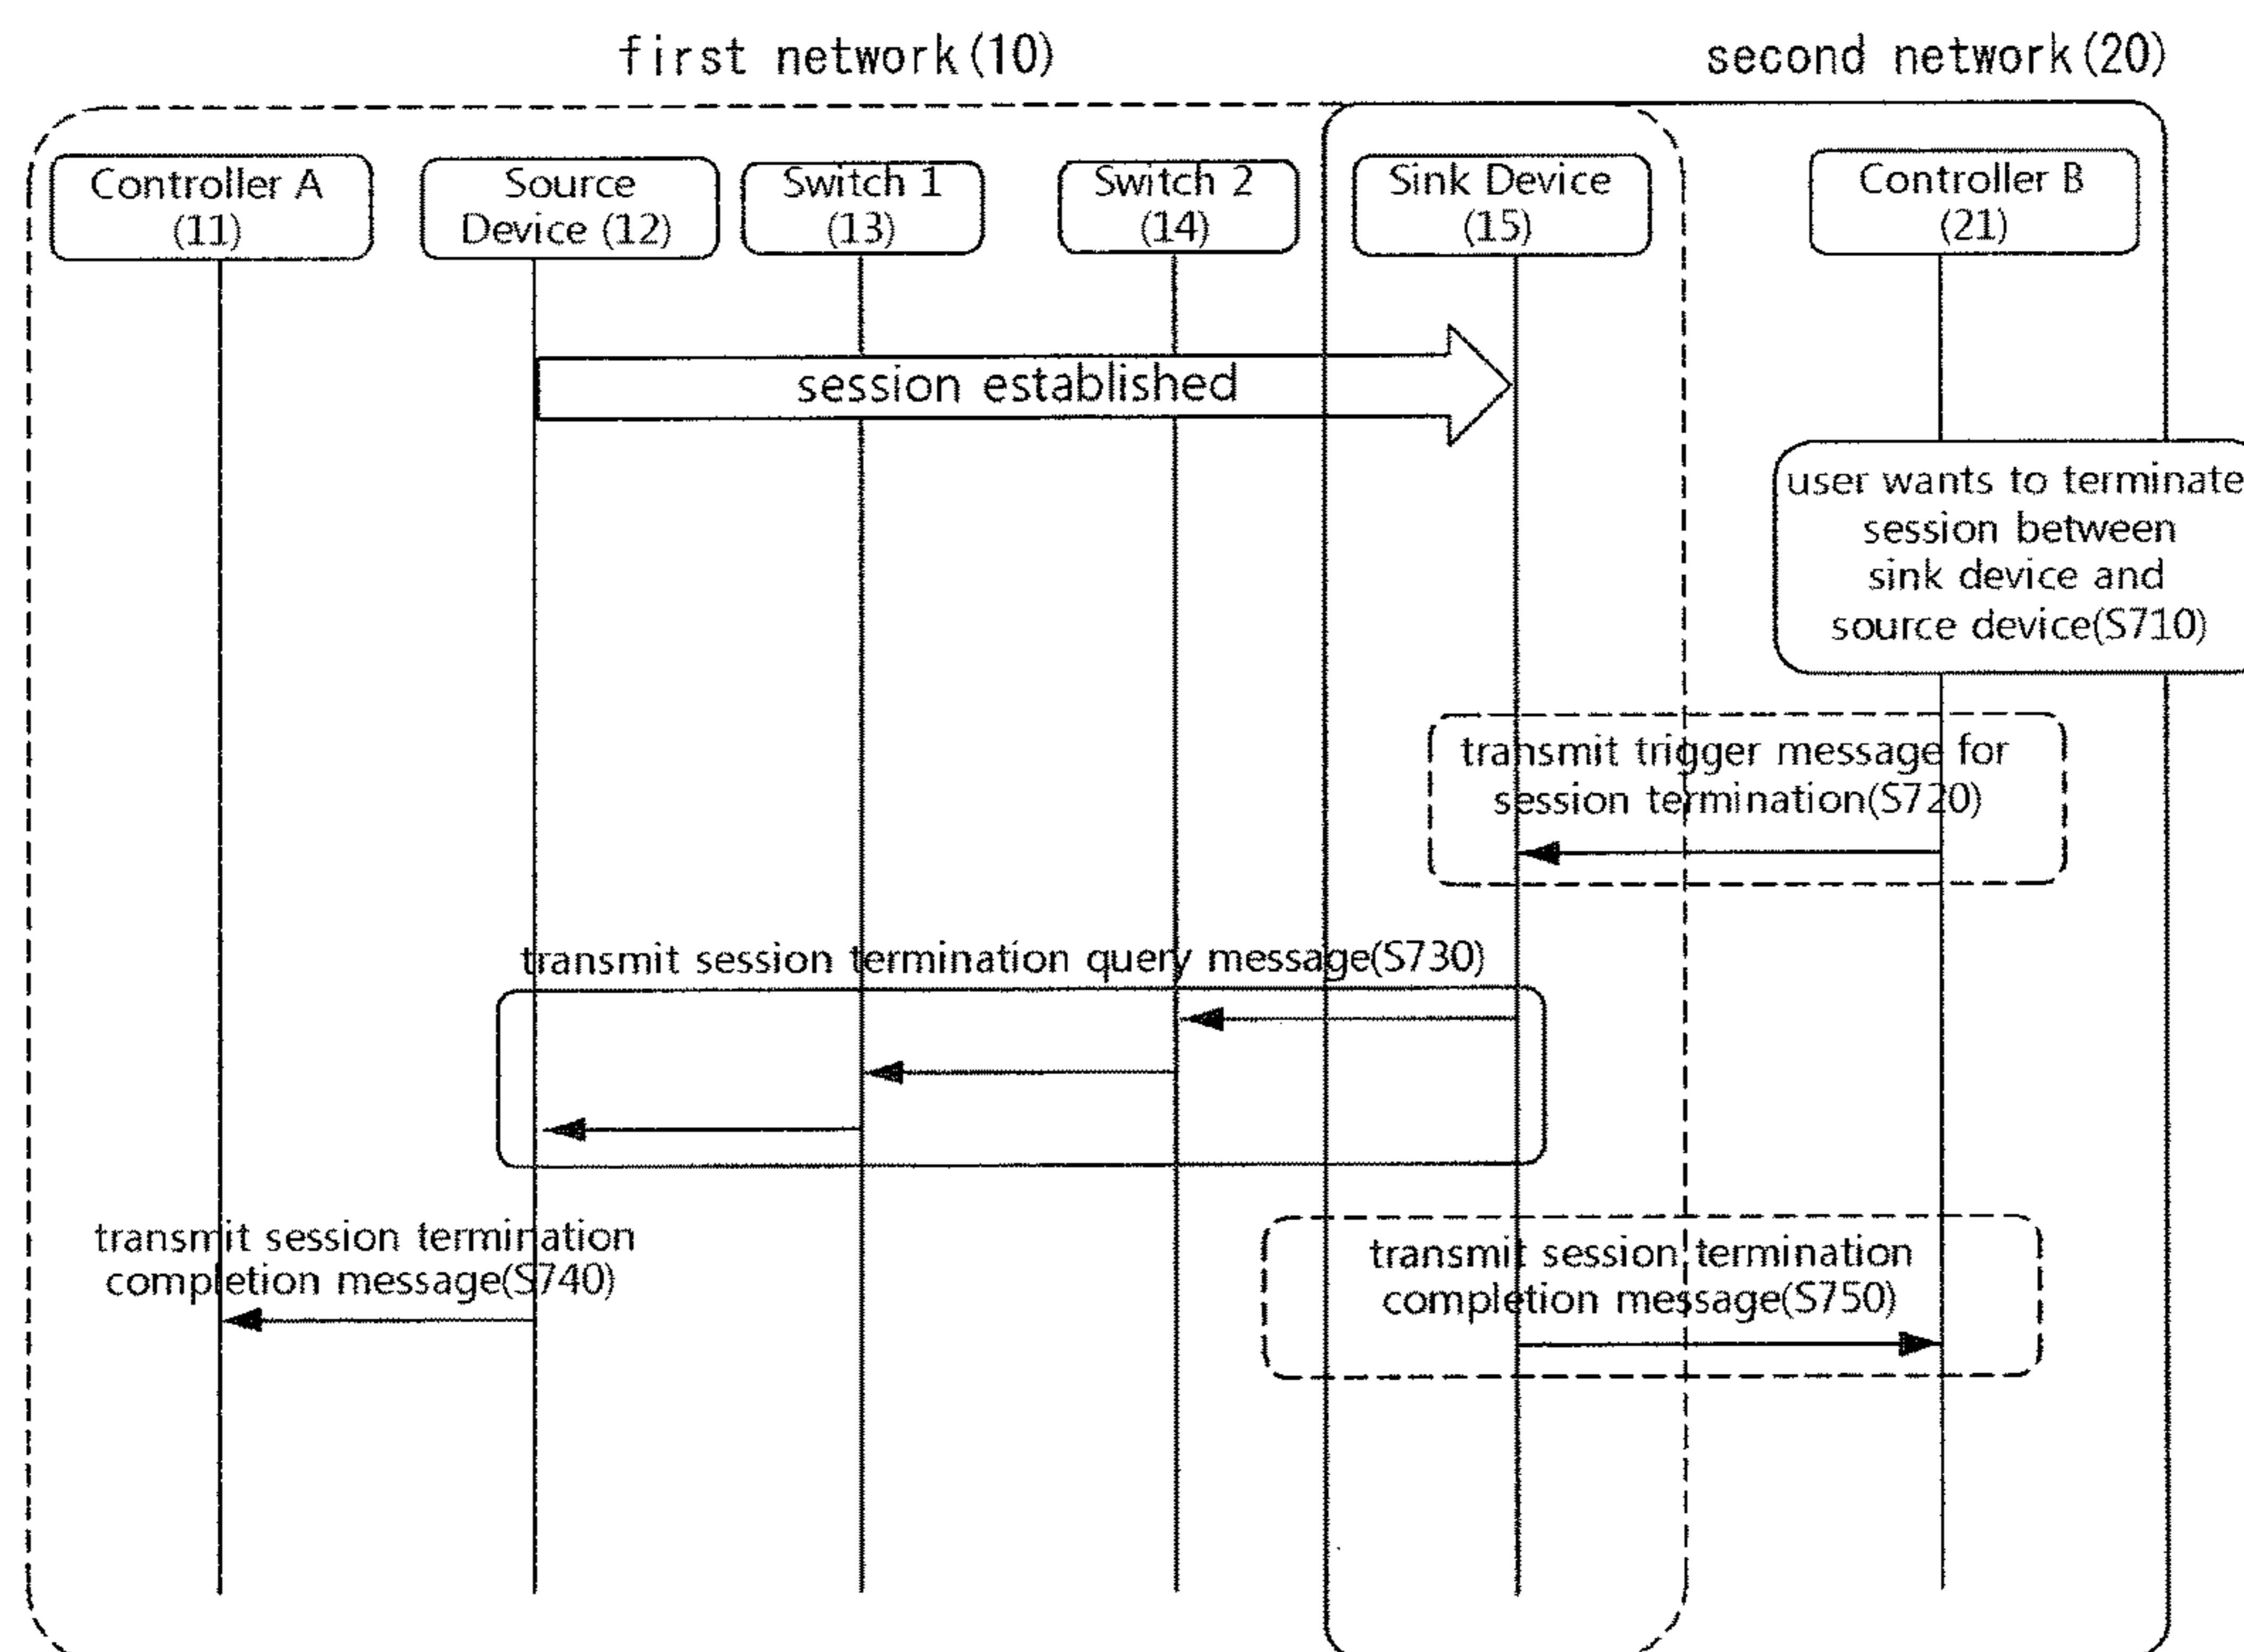 first network(10)
second network(20)
Controller A
(11)
Source
Device (12)
Switch 1
(13)
Switch 2
(14)
Sink Device
(15)
Controller B
(21)
session established
user wants to terminate
session between
sink device and
source device(S710)
transmit trigger message for
session termination(S720)
transmit session termination query message(S730)
transmit session termination
completion message(S740)
transmit session termination
completion message(S750)